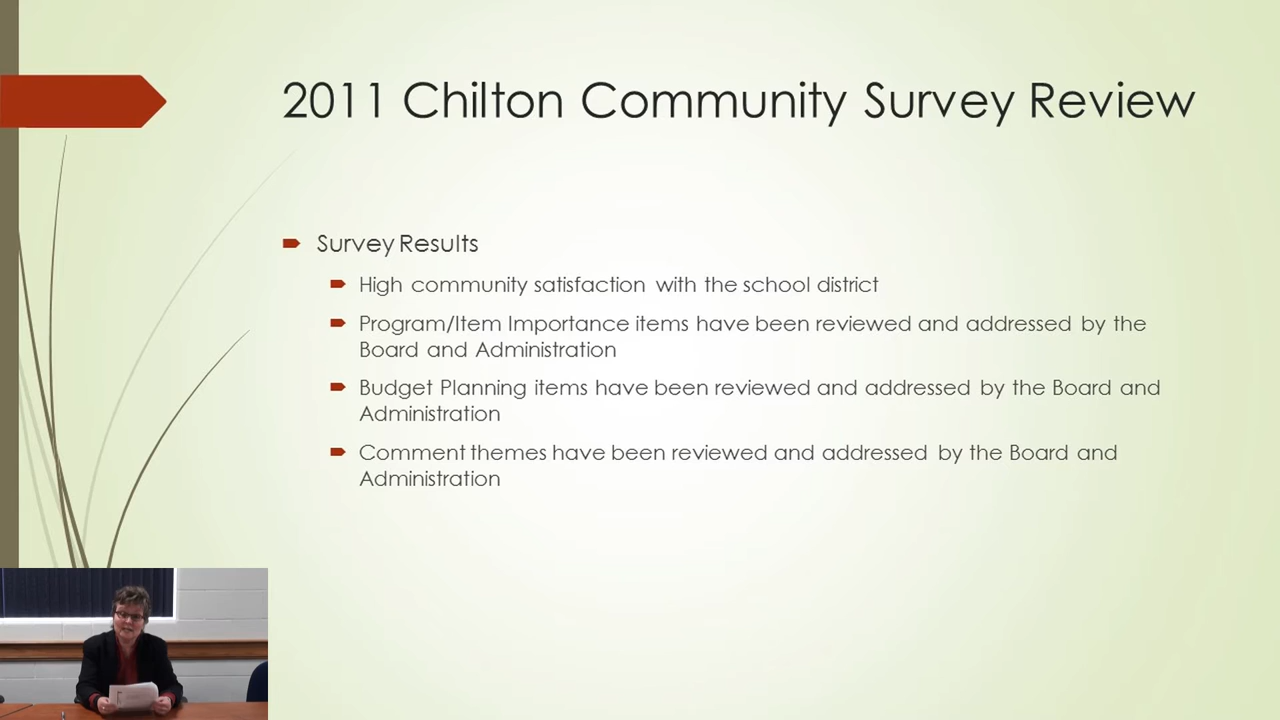 2011 Chilton Community Survey Review
Survey Results
High community satisfaction with the school district
Program/Item Importance items have been reviewed and addressed by the
Board and Administration
Budget Planning items have been reviewed and addressed by the Board and
Administration
Comment themes have been reviewed and addressed by the Board and
Administration